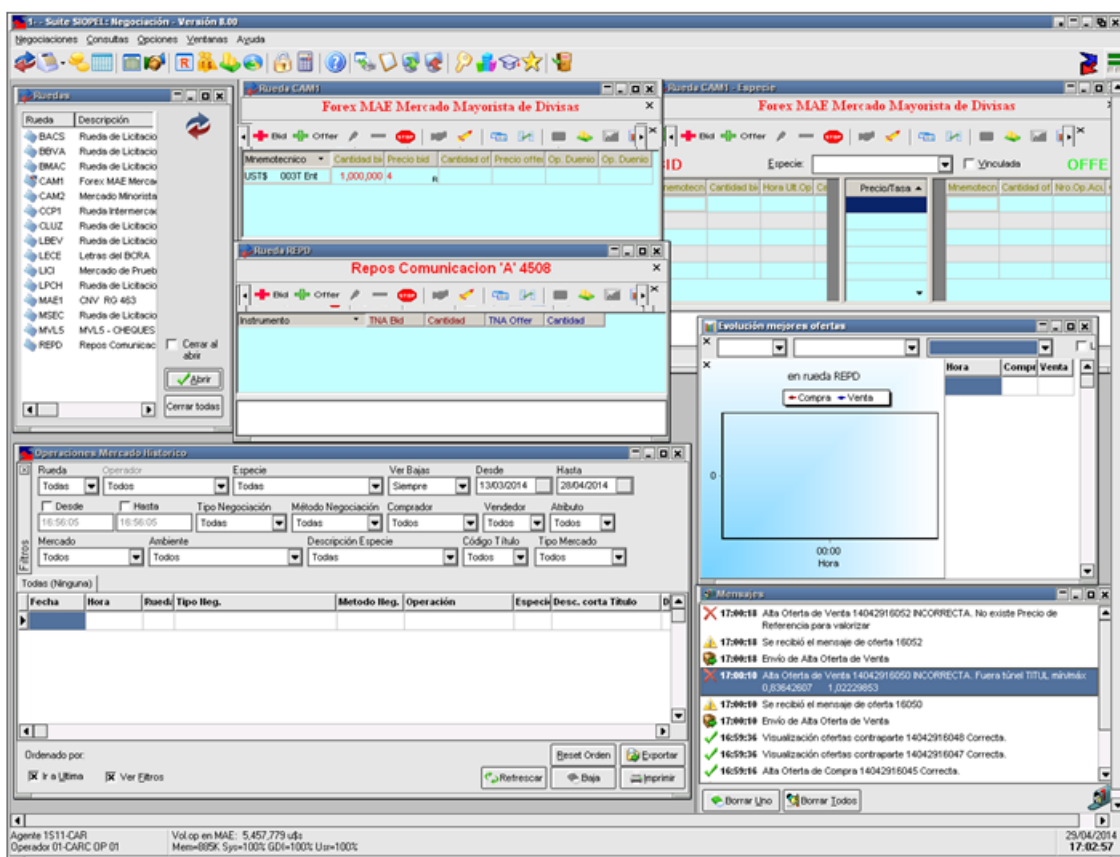 1- - Suite SIOPEL: Negociación - Versión 8.00
Negociaciones Consultas Opciones Ventanas Ayuda
Ruedas
Rueda Descripción
BACS Rueda de Licitacio
BBVA Rueda de Licitacio
BMAC Rueda de Licitacio
CAM1 Forex MAE Merca
CAM2 Mercado Minorista
CCP1 Rueda Intermercac
CLUZ Rueda de Licitacio
LBEV Rueda de Licitacio
LECE Letras del BCRA
LICI Mercado de Prueb
LPCH Rueda de Licitacio
MAE1 CNV RG 463
MSEC Rueda de Licitacio
MVL5 MVL5 - CHEQUES
REPD Repos Comunicac
Cerrar al abrir
Abrir
Cerrar todas
Rueda CAM1
Forex MAE Mercado Mayorista de Divisas
Bid Offer STOP
Mnemotecnico Cantidad bi Precio bid Cantidad of Precio offe Op. Duenio Op. Duenio
UST$ 003T Ent 1,000,000 4 R
Rueda CAM1 - Especie
Forex MAE Mercado Mayorista de Divisas
Bid Offer STOP
BID Especie: Vinculada OFFE
nemotecn Cantidad bi Hora Ult.Op Ca Precio/Tasa Mnemotecn Cantidad of Nro.Op.Acu
Rueda REPD
Repos Comunicacion 'A' 4508
Bid Offer STOP
Instrumento TNA Bid Cantidad TNA Offer Cantidad
Evolución mejores ofertas
Hora Compr Venta
en rueda REPD
Compra Venta
0
00:00
Hora
Operaciones Mercado Historico
Filtros
Rueda Operador Especie Ver Bajas Desde Hasta
Todas Todos Todas Siempre 13/03/2014 28/04/2014
Desde Hasta Tipo Negociación Método Negociación Comprador Vendedor Atributo
16:56:05 16:56:05 Todas Todas Todos Todos Todos
Mercado Ambiente Descripción Especie Código Título Tipo Mercado
Todos Todos Todas Todos Todos
Todas (Ninguna)
Fecha Hora Rueda Tipo Neg. Metodo Neg. Operación Especie Desc. corta Título D
Ordenado por:
Reset Orden Exportar
Ir a Ultima Ver Filtros
Refrescar Baja Imprimir
Mensajes
17:00:18 Alta Oferta de Venta 14042916052 INCORRECTA. No existe Precio de
Referencia para valorizar
17:00:18 Se recibió el mensaje de oferta 16052
17:00:18 Envío de Alta Oferta de Venta
17:00:10 Alta Oferta de Venta 14042916050 INCORRECTA. Fuera túnel TITUL mín/máx
0,83642607 1,02229853
17:00:10 Se recibió el mensaje de oferta 16050
17:00:10 Envío de Alta Oferta de Venta
16:59:36 Visualización ofertas contraparte 14042916048 Correcta.
16:59:36 Visualización ofertas contraparte 14042916047 Correcta.
16:59:16 Alta Oferta de Compra 14042916045 Correcta.
Borrar Uno Borrar Todos
Agente 1S11-CAR Vol.op en MAE: 5,457,779 u$s 29/04/2014
Operador 01-CARC OP 01 Mem=885K Sys=100% GDI=100% Usr=100% 17:02:57